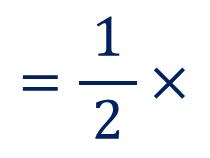 = 1/2 ×